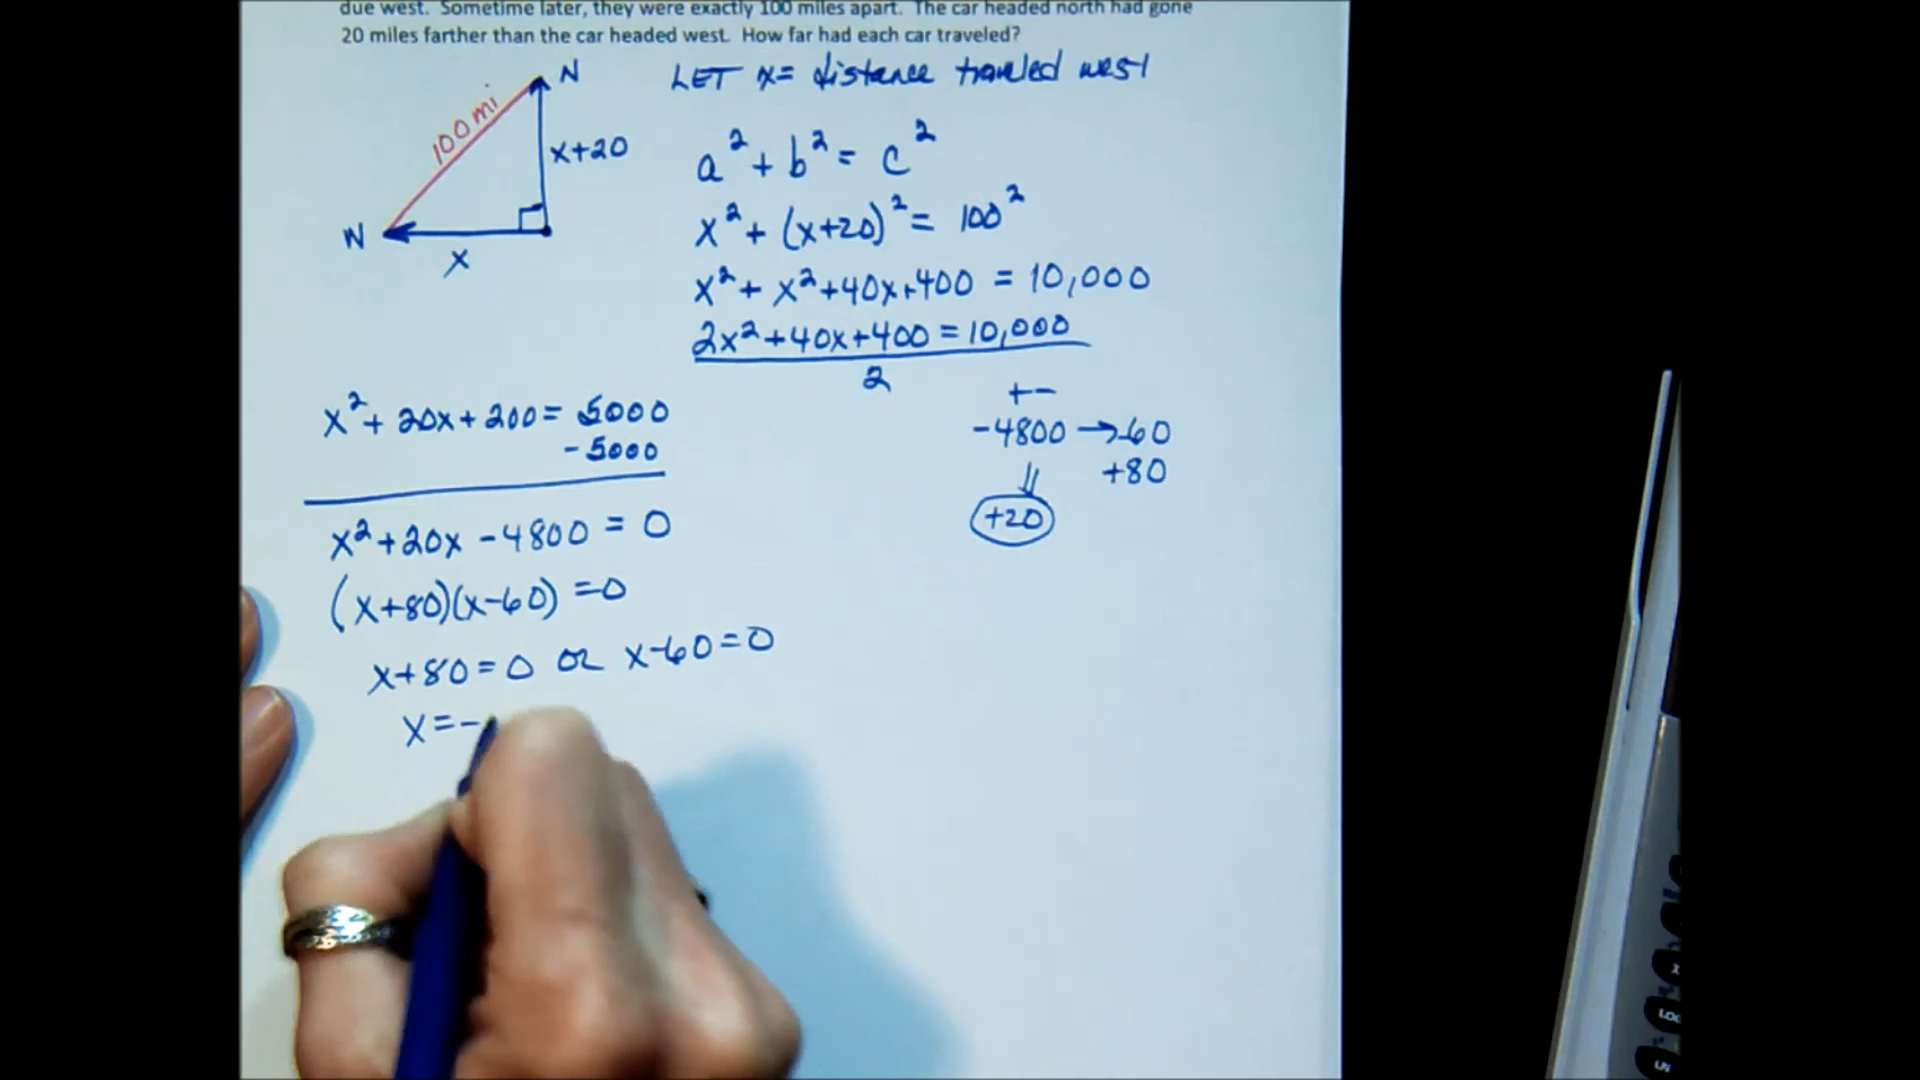 due west. Sometime later, they were exactly 100 miles apart. The car headed north had gone
20 miles farther than the car headed west. How far had each car traveled?
N
LET x = distance traveled west
100 mi
x+20
W
x
a² + b² = c²
x² + (x+20)² = 100²
x² + x² +40x+400 = 10,000
2x²+40x+400=10,000
2
x² + 20x + 200 = 5000
- 5000
+ -
-4800 → -60
+80
+20
x²+20x -4800 = 0
(x+80)(x-60) =0
x+80=0 or x-60=0
x = -